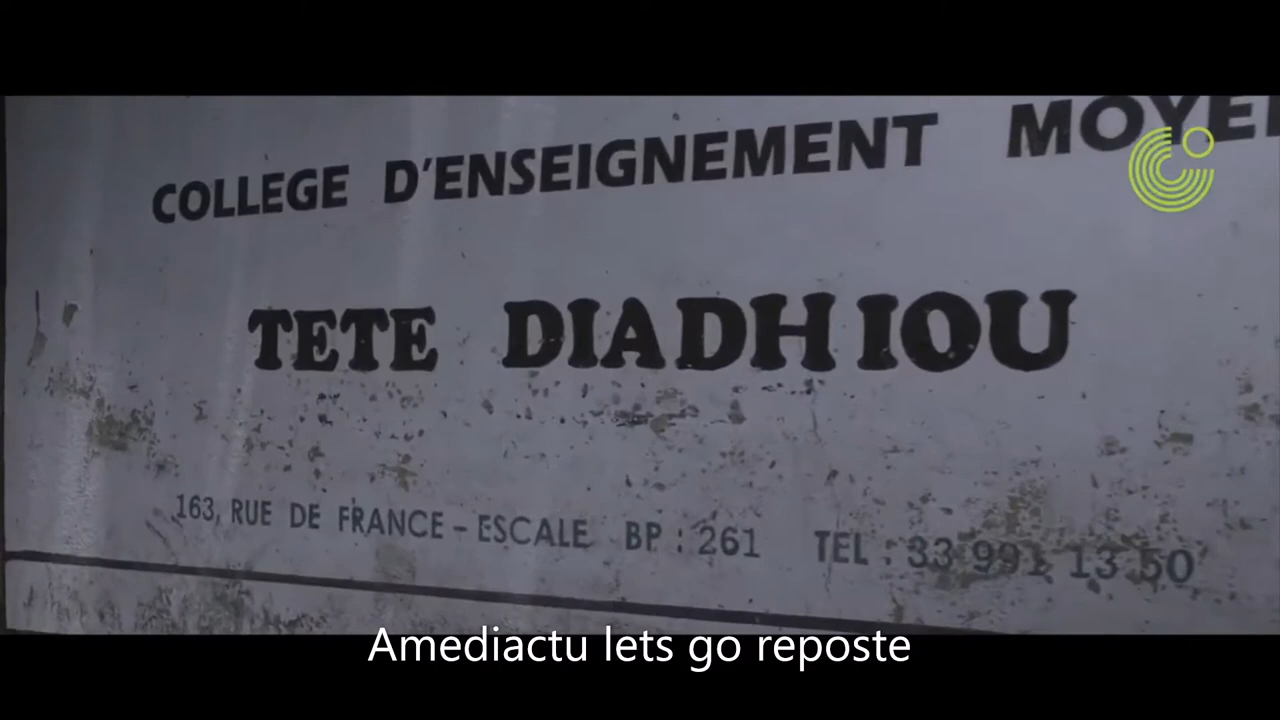 COLLEGE D'ENSEIGNEMENT MOYE
TETE DIADHIOU
163, RUE DE FRANCE - ESCALE BP : 261 TEL : 33 991 13 50
Amediactu lets go reposte